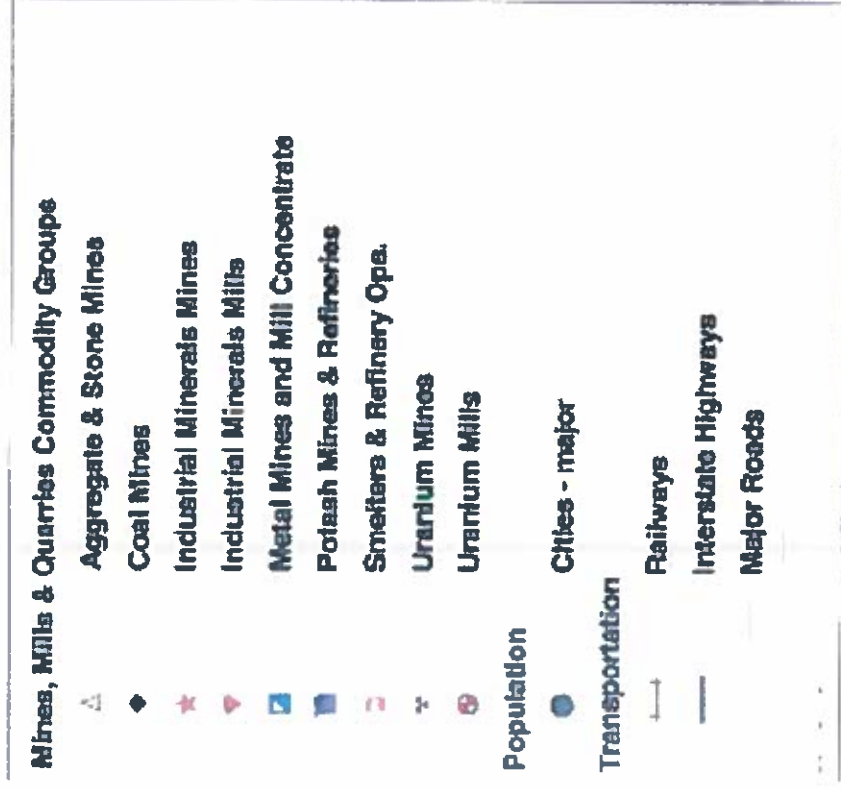 Mines, Mills & Quarries Commodity Groups
Aggregate & Stone Mines
Coal Mines
Industrial Minerals Mines
Industrial Minerals Mills
Metal Mines and Mill Concentrate
Potash Mines & Refineries
Smelters & Refinery Ops.
Uranium Mines
Uranium Mills
Population
Cities - major
Transportation
Railways
Interstate Highways
Major Roads